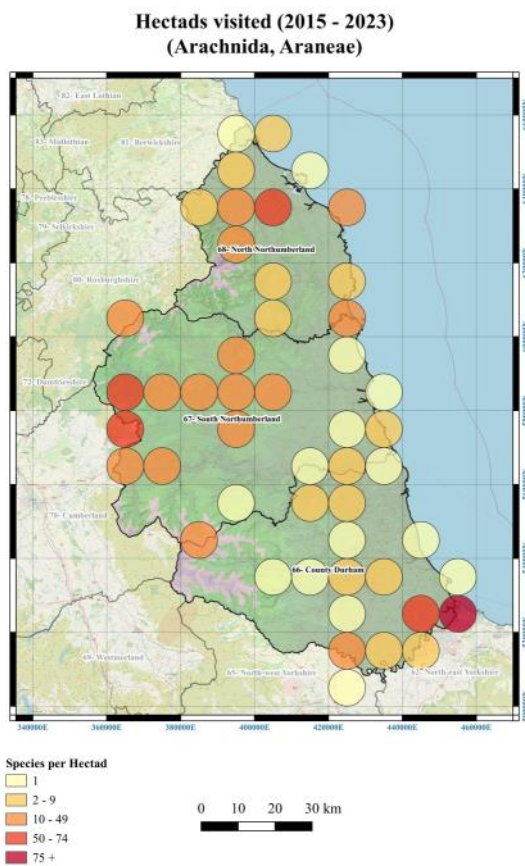 Hectads visited (2015 - 2023)
(Arachnida, Araneae)
82- East Lothian
83- Midlothian
81- Berwickshire
78- Peeblesshire
79- Selkirkshire
68- North Northumberland
80- Roxburghshire
72- Dumfriesshire
67- South Northumberland
70- Cumberland
66- County Durham
69- Westmorland
65- North-west Yorkshire
62- North-east Yorkshire
340000E 360000E 380000E 400000E 420000E 440000E 460000E
Species per Hectad
1
2 - 9
10 - 49
50 - 74
75 +
0 10 20 30 km